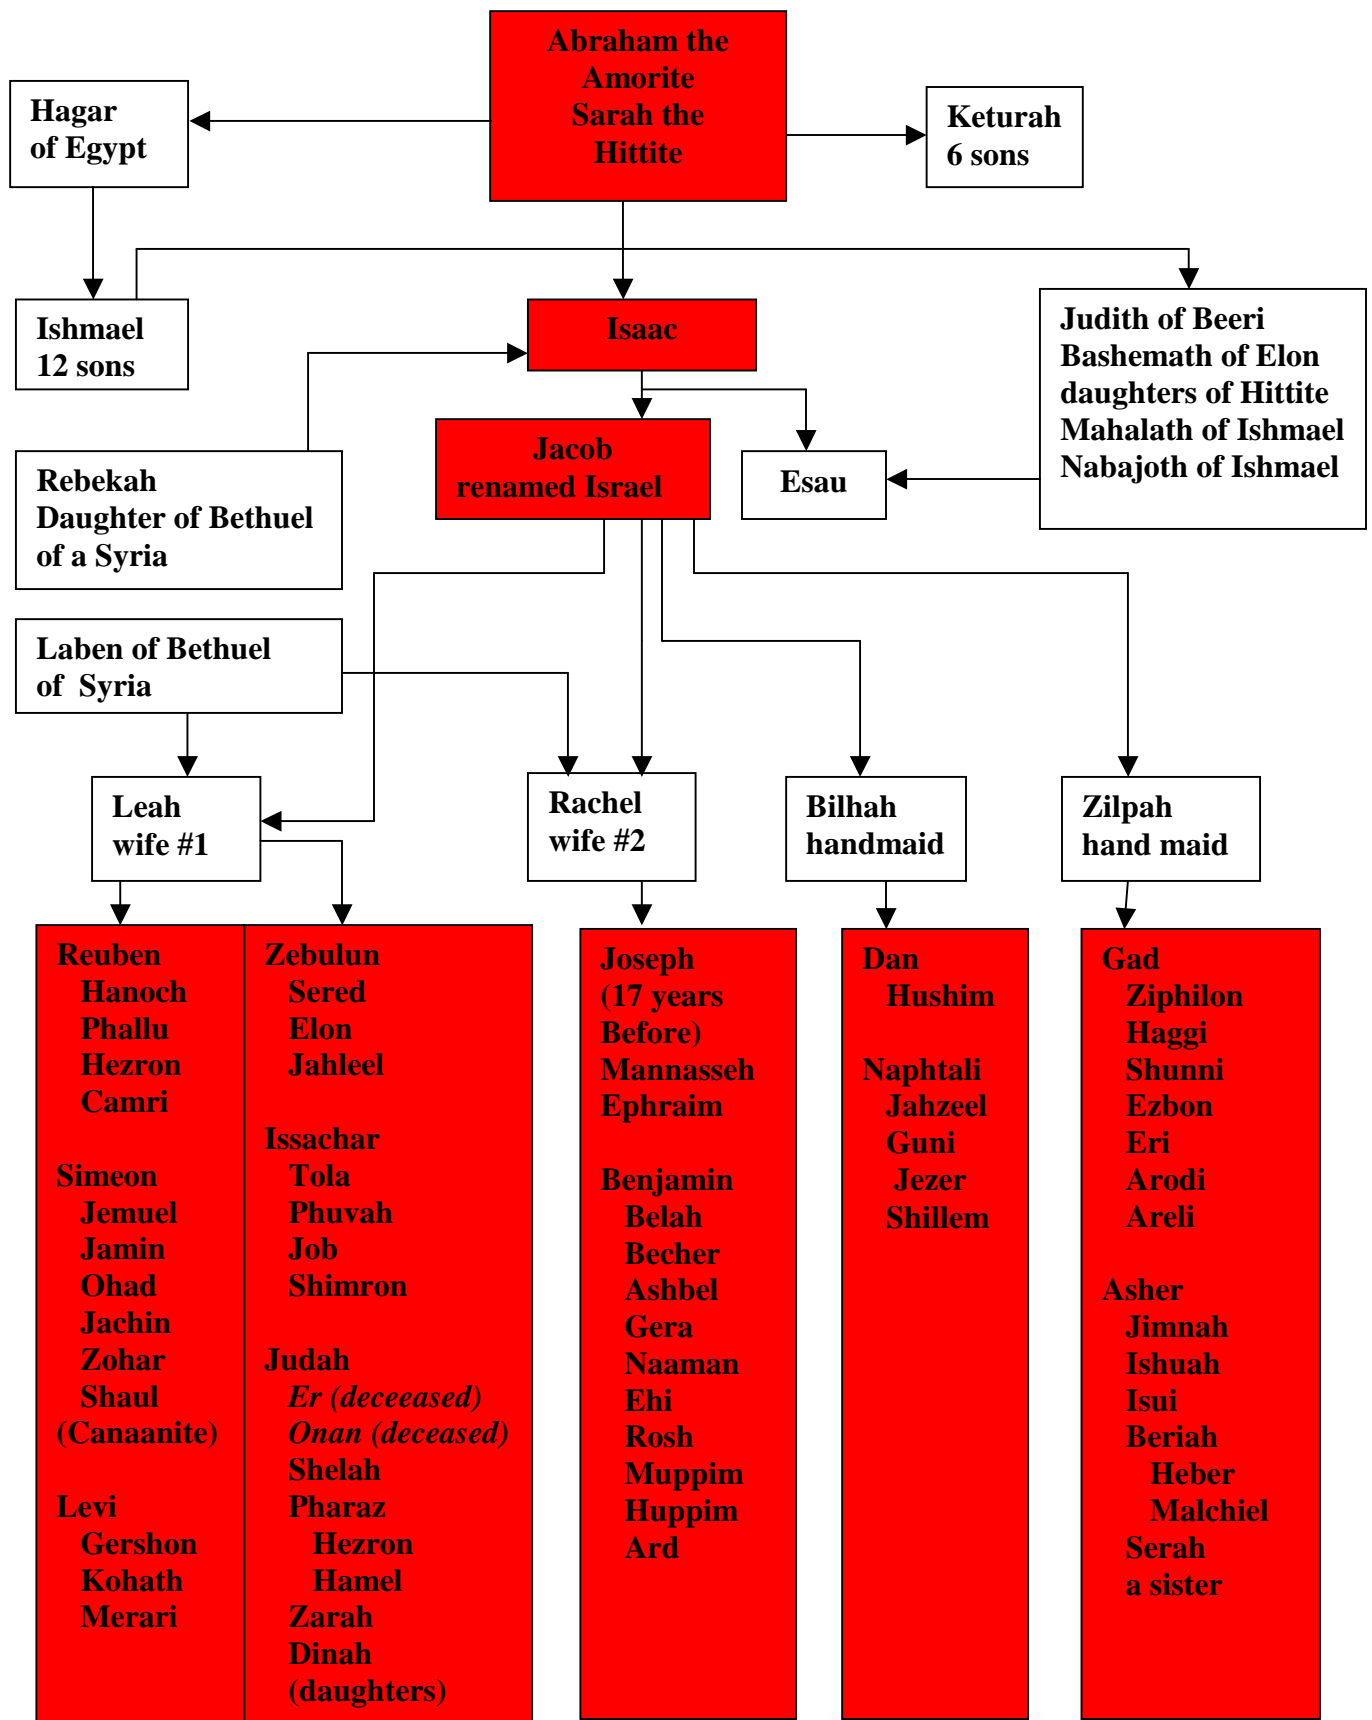 Abraham the
Amorite
Sarah the
Hittite
Hagar
of Egypt
Keturah
6 sons
Ishmael
12 sons
Isaac
Judith of Beeri
Bashemath of Elon
daughters of Hittite
Mahalath of Ishmael
Nabajoth of Ishmael
Jacob
renamed Israel
Esau
Rebekah
Daughter of Bethuel
of a Syria
Laben of Bethuel
of  Syria
Leah
wife #1
Rachel
wife #2
Bilhah
handmaid
Zilpah
hand maid
Reuben
Hanoch
Phallu
Hezron
Camri
Simeon
Jemuel
Jamin
Ohad
Jachin
Zohar
Shaul
(Canaanite)
Levi
Gershon
Kohath
Merari
Zebulun
Sered
Elon
Jahleel
Issachar
Tola
Phuvah
Job
Shimron
Judah
Er (deceeased)
Onan (deceased)
Shelah
Pharaz
Hezron
Hamel
Zarah
Dinah
(daughters)
Joseph
(17 years
Before)
Mannasseh
Ephraim
Benjamin
Belah
Becher
Ashbel
Gera
Naaman
Ehi
Rosh
Muppim
Huppim
Ard
Dan
Hushim
Naphtali
Jahzeel
Guni
Jezer
Shillem
Gad
Ziphilon
Haggi
Shunni
Ezbon
Eri
Arodi
Areli
Asher
Jimnah
Ishuah
Isui
Beriah
Heber
Malchiel
Serah
a sister